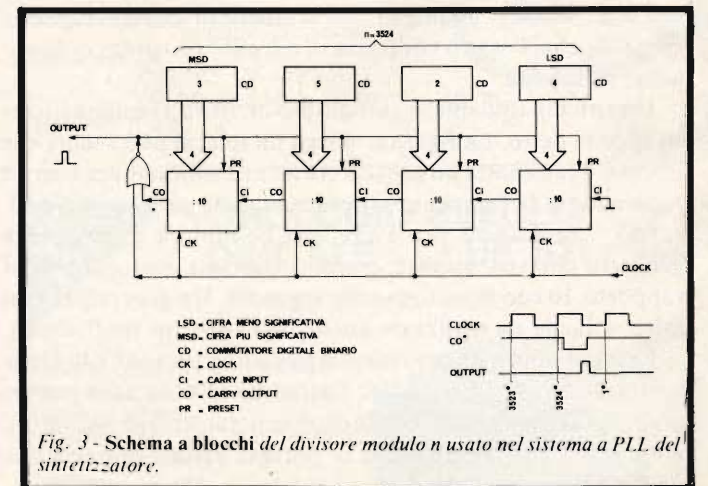 n=3524
MSD
LSD
3 CD 5 CD 2 CD 4 CD
OUTPUT
4 PR 4 PR 4 PR 4 PR
CO :10 CI CO :10 CI CO :10 CI CO :10 CI
CK CK CK CK
CLOCK
LSD = CIFRA MENO SIGNIFICATIVA
MSD = CIFRA PIU SIGNIFICATIVA
CD = COMMUTATORE DIGITALE BINARIO
CK = CLOCK
CI = CARRY INPUT
CO = CARRY OUTPUT
PR = PRESET
CLOCK
CO"
OUTPUT
3523°
3524°
1°
Fig. 3 - Schema a blocchi del divisore modulo n usato nel sistema a PLL del
sintetizzatore.